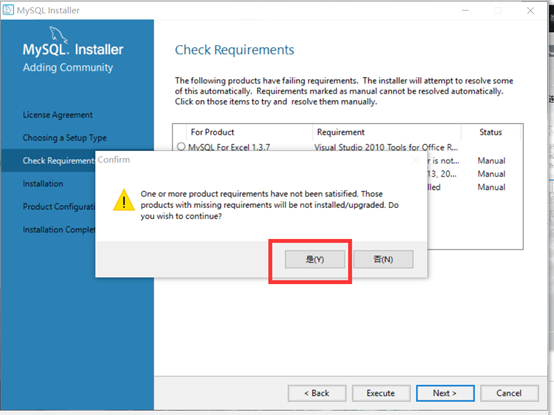 MySQL Installer
MySQL. Installer
Adding Community
License Agreement
Choosing a Setup Type
Check Requirements
Installation
Product Configurati
Installation Complet
Check Requirements
The following products have failing requirements. The installer will attempt to resolve some
of this automatically. Requirements marked as manual cannot be resolved automatically.
Click on those items to try and resolve them manually.
For Product Requirement Status
MySQL For Excel 1.3.7 Visual Studio 2010 Tools for Office R...
r is not... Manual
13, 20... Manual
lled Manual
Confirm
One or more product requirements have not been satisified. Those
products with missing requirements will be not installed/upgraded. Do
you wish to continue?
是(Y) 否(N)
< Back Execute Next > Cancel